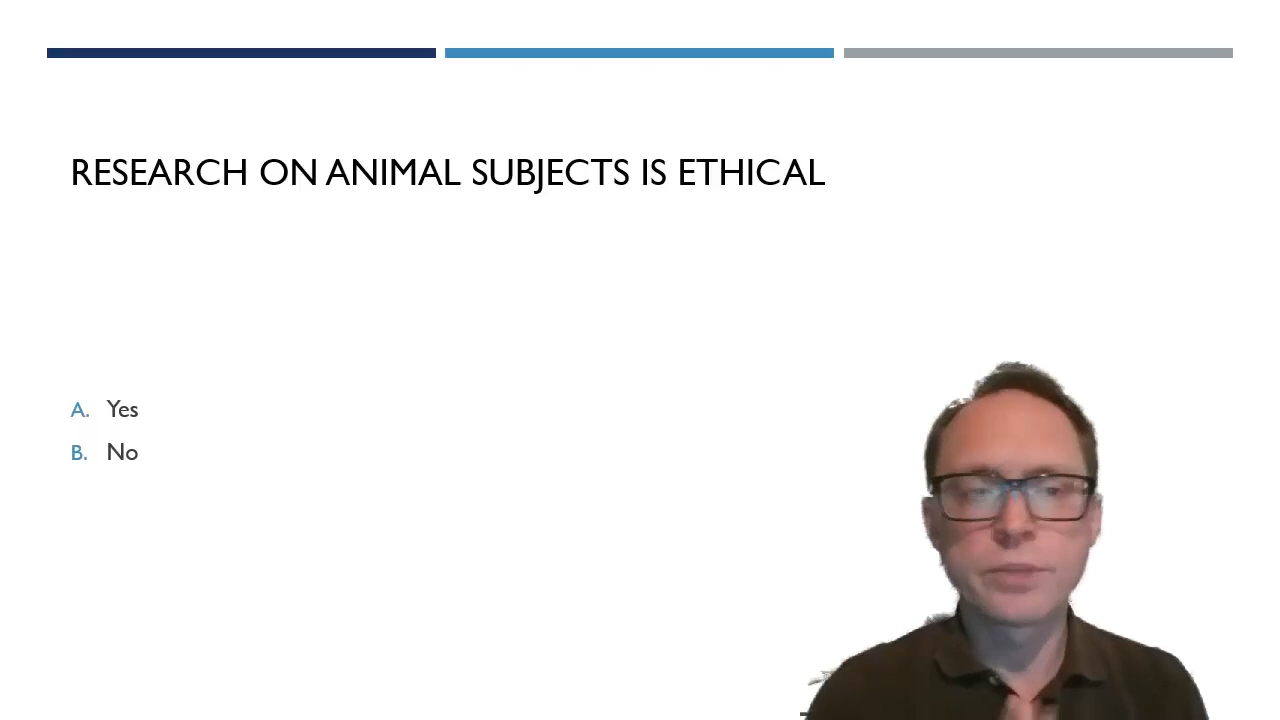 RESEARCH ON ANIMAL SUBJECTS IS ETHICAL
A. Yes
B. No